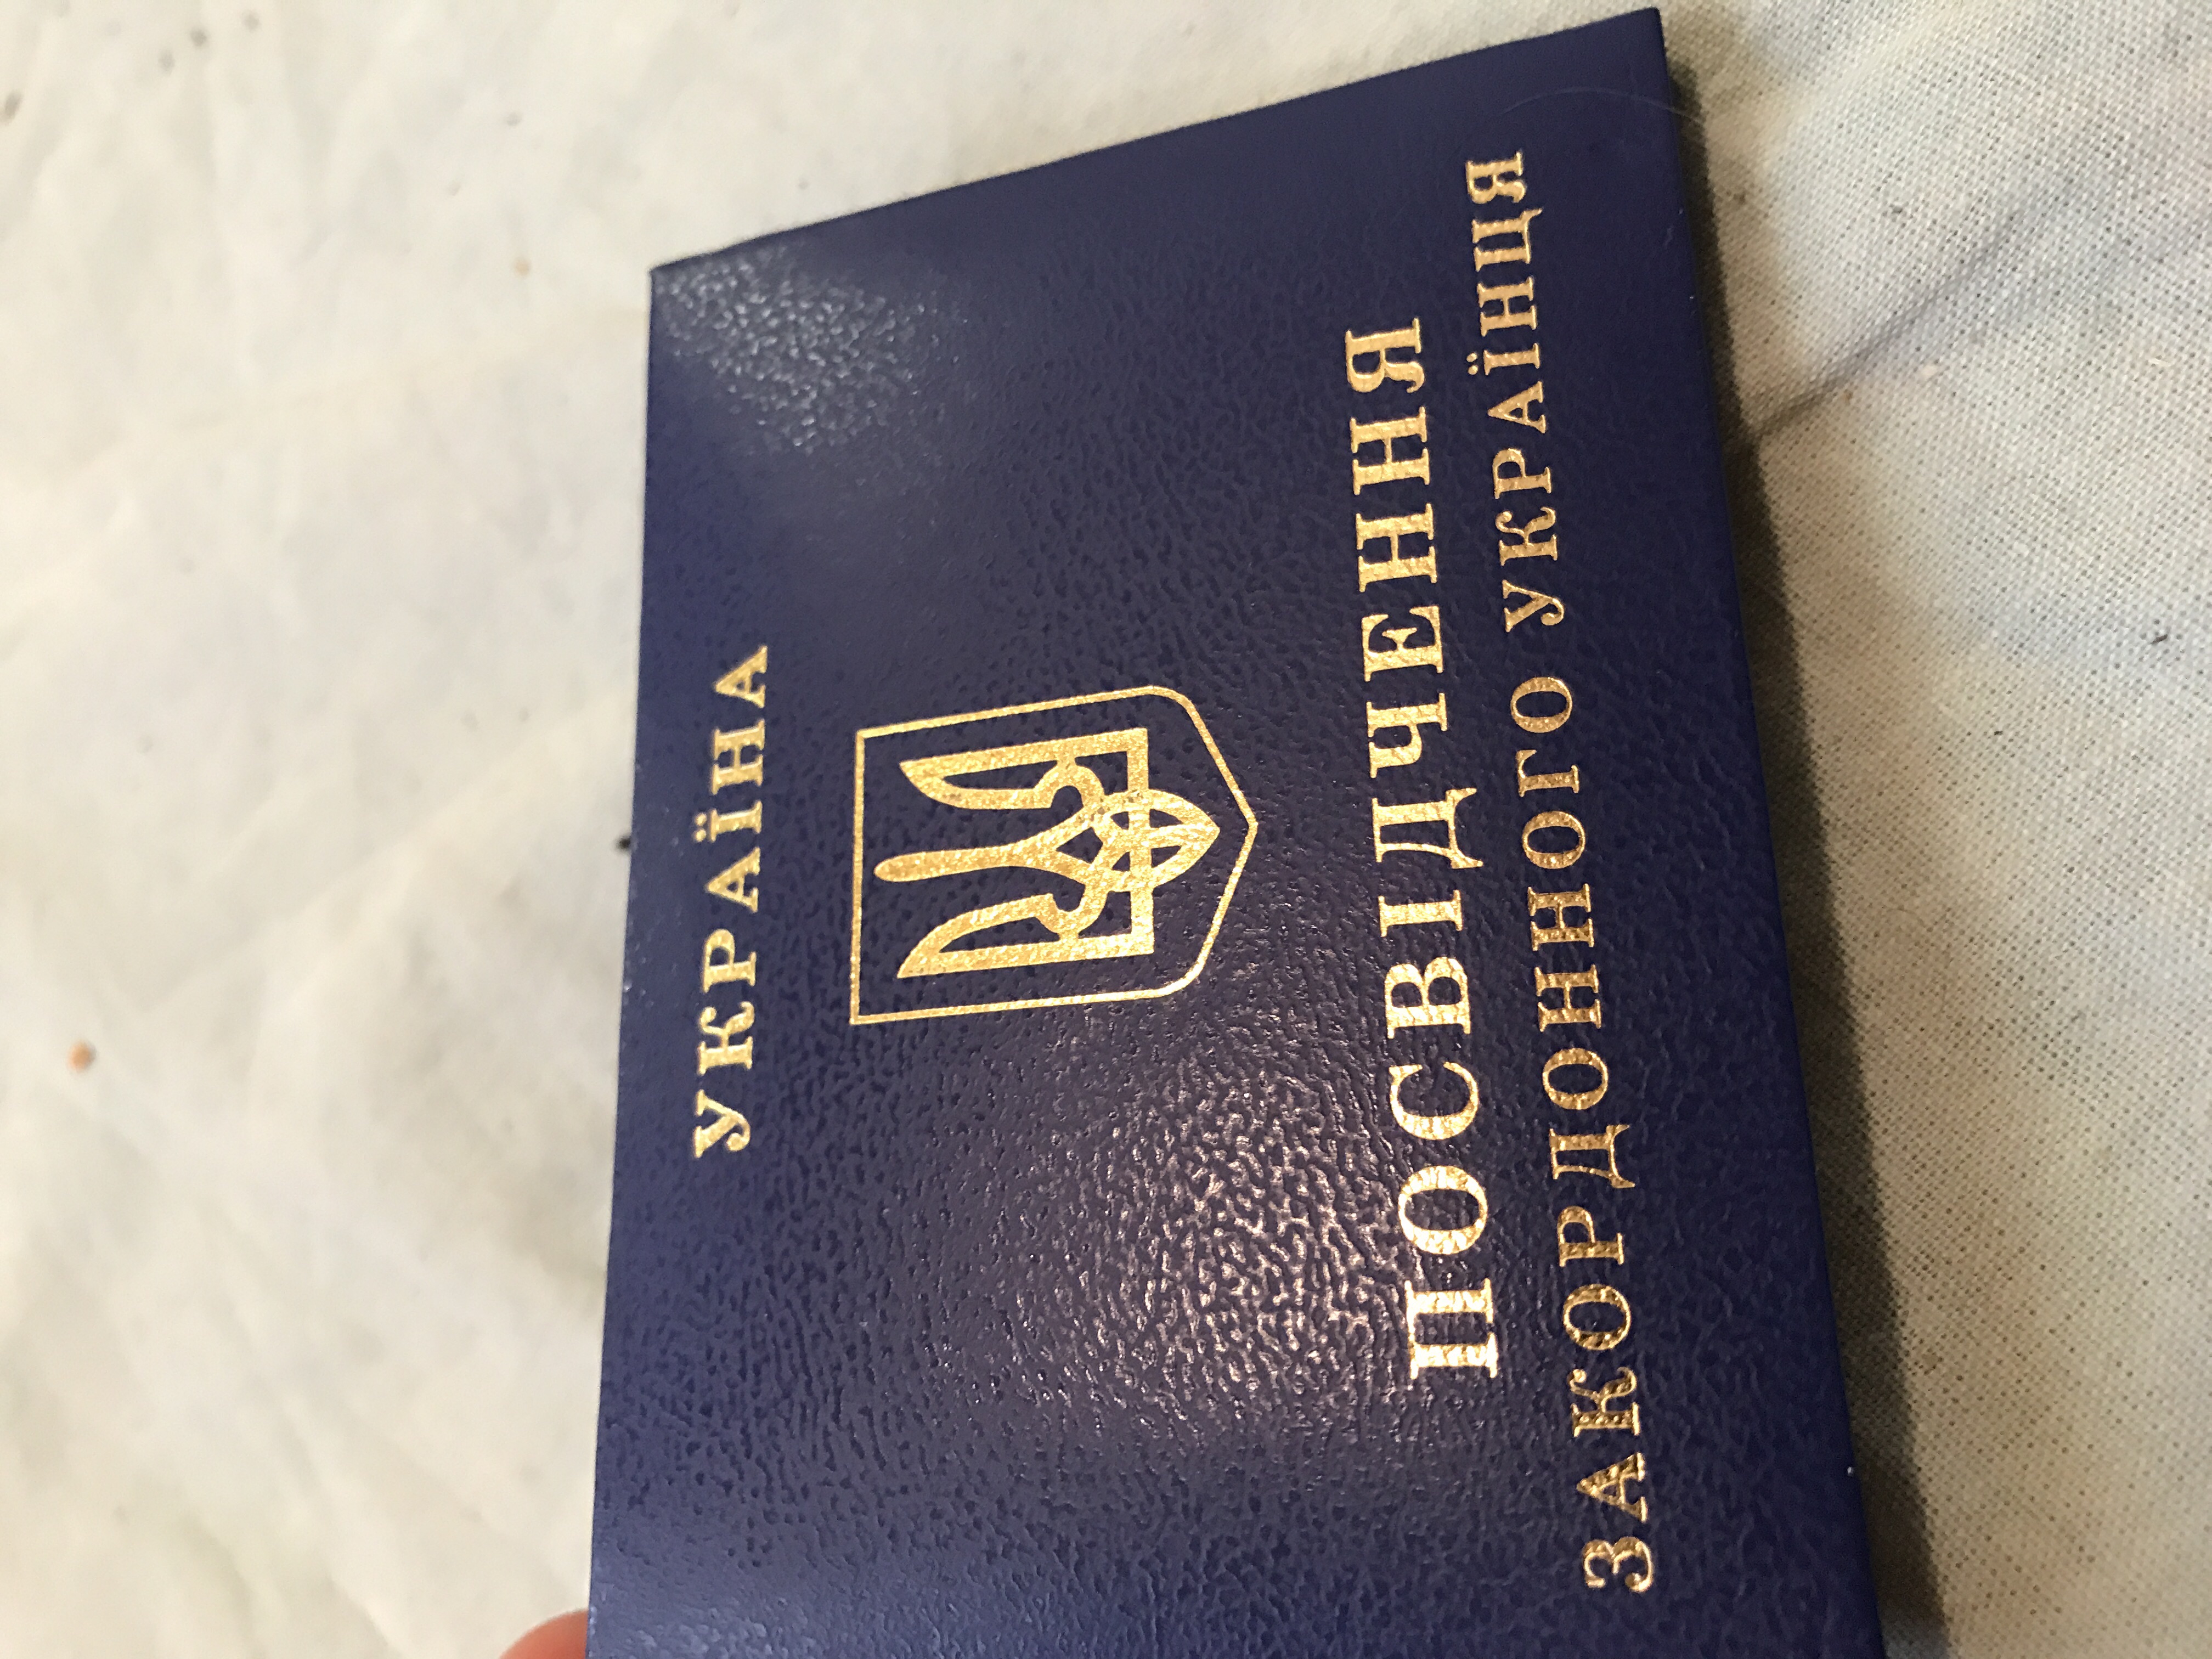 УКРАЇНА
ПОСВІДЧЕННЯ
ЗАКОРДОННОГО УКРАЇНЦЯ